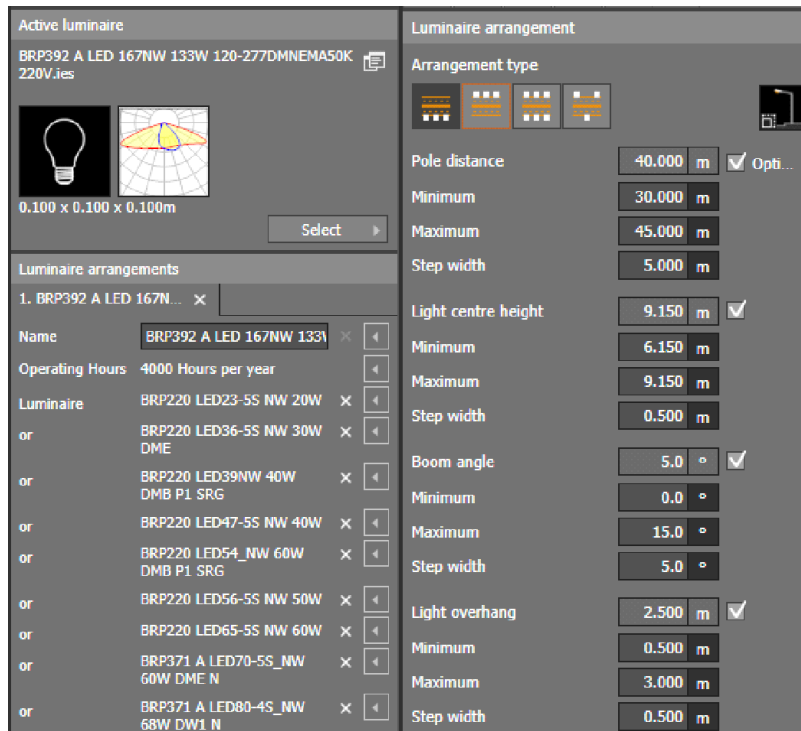 Active luminaire
BRP392 A LED 167NW 133W 120-277DMNEMA50K
220V.ies
0.100 x 0.100 x 0.100m
Select
Luminaire arrangements
1. BRP392 A LED 167N...
Name BRP392 A LED 167NW 133W
Operating Hours 4000 Hours per year
Luminaire BRP220 LED23-5S NW 20W
or BRP220 LED36-5S NW 30W
DME
or BRP220 LED39NW 40W
DMB P1 SRG
or BRP220 LED47-5S NW 40W
or BRP220 LED54_NW 60W
DMB P1 SRG
or BRP220 LED56-5S NW 50W
or BRP220 LED65-5S NW 60W
or BRP371 A LED70-5S_NW
60W DME N
or BRP371 A LED80-4S_NW
68W DW1 N
Luminaire arrangement
Arrangement type
Pole distance 40.000 m Opti...
Minimum 30.000 m
Maximum 45.000 m
Step width 5.000 m
Light centre height 9.150 m
Minimum 6.150 m
Maximum 9.150 m
Step width 0.500 m
Boom angle 5.0 °
Minimum 0.0 °
Maximum 15.0 °
Step width 5.0 °
Light overhang 2.500 m
Minimum 0.500 m
Maximum 3.000 m
Step width 0.500 m